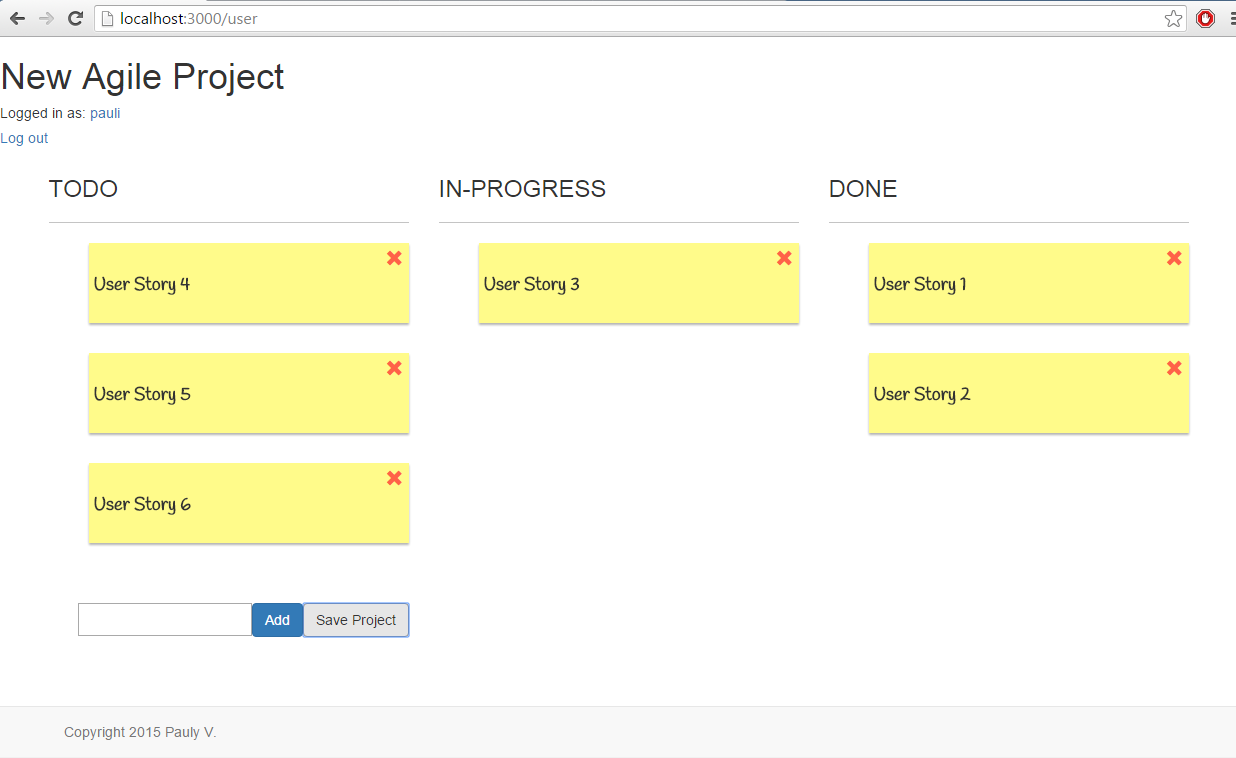 localhost:3000/user
New Agile Project
Logged in as: pauli
Log out
TODO
User Story 4
User Story 5
User Story 6
Add
Save Project
IN-PROGRESS
User Story 3
DONE
User Story 1
User Story 2
Copyright 2015 Pauly V.